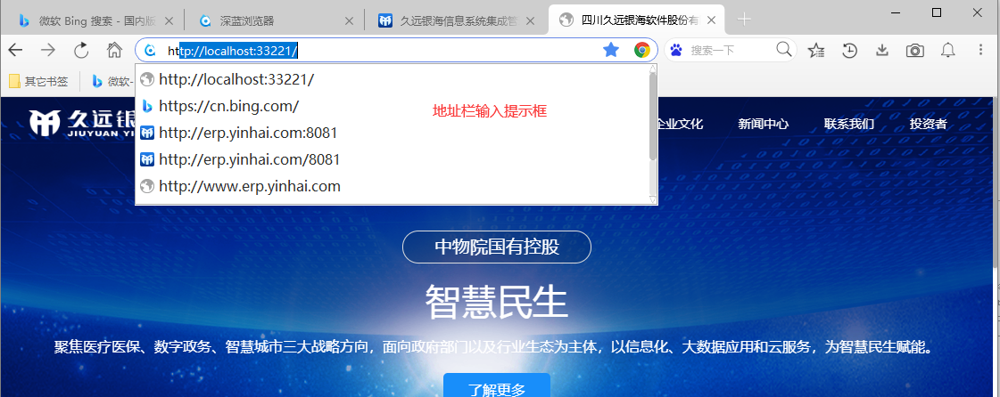 微软 Bing 搜索 - 国内版
深蓝浏览器
久远银海信息系统集成管
四川久远银海软件股份有
http://localhost:33221/
搜索一下
其它书签
微软-
http://localhost:33221/
https://cn.bing.com/
http://erp.yinhai.com:8081
http://erp.yinhai.com/8081
http://www.erp.yinhai.com
地址栏输入提示框
久远银
JIUYUAN YI
企业文化
新闻中心
联系我们
投资者
中物院国有控股
智慧民生
聚焦医疗医保、数字政务、智慧城市三大战略方向，面向政府部门以及行业生态为主体，以信息化、大数据应用和云服务，为智慧民生赋能。
了解更多